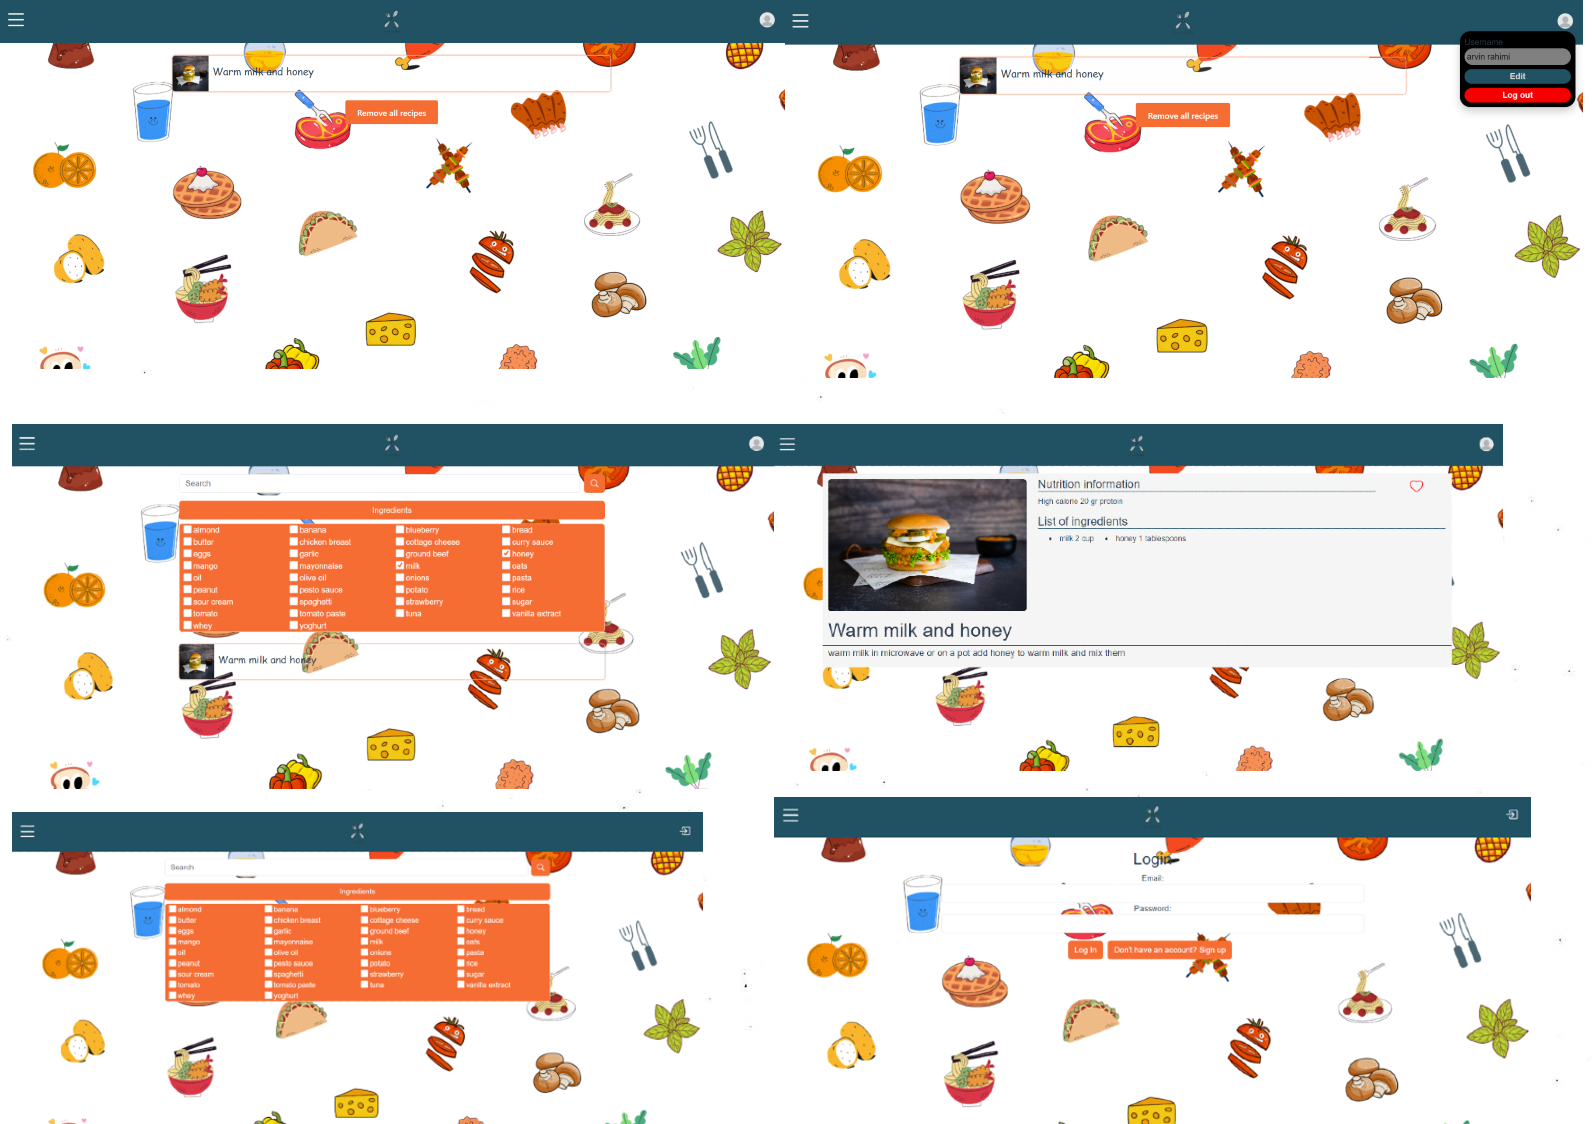 Warm milk and honey
Remove all recipes
Username
arvin rahimi
Edit
Log out
Warm milk and honey
Remove all recipes
Search
Ingredients
almond banana blueberry bread
butter chicken breast cottage cheese curry sauce
eggs garlic ground beef honey
mango mayonnaise milk oats
oil olive oil onions pasta
peanut pesto sauce potato rice
sour cream spaghetti strawberry sugar
tomato tomato paste tuna vanilla extract
whey yoghurt
Warm milk and honey
Nutrition information
High calorie 20 gr protein
List of ingredients
• milk 2 cup • honey 1 tablespoons
Warm milk and honey
warm milk in microwave or on a pot add honey to warm milk and mix them
Search
Ingredients
almond banana blueberry bread
butter chicken breast cottage cheese curry sauce
eggs garlic ground beef honey
mango mayonnaise milk oats
oil olive oil onions pasta
peanut pesto sauce potato rice
sour cream spaghetti strawberry sugar
tomato tomato paste tuna vanilla extract
whey yoghurt
Login
Email:
Password:
Log In Don't have an account? Sign up